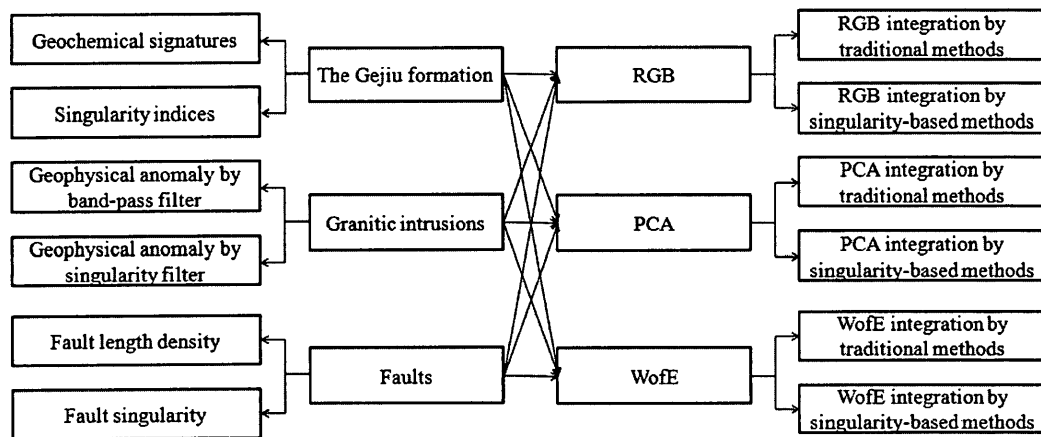 Geochemical signatures
Singularity indices
Geophysical anomaly by
band-pass filter
Geophysical anomaly by
singularity filter
Fault length density
Fault singularity
The Gejiu formation
Granitic intrusions
Faults
RGB
PCA
WofE
RGB integration by
traditional methods
RGB integration by
singularity-based methods
PCA integration by
traditional methods
PCA integration by
singularity-based methods
WofE integration by
traditional methods
WofE integration by
singularity-based methods